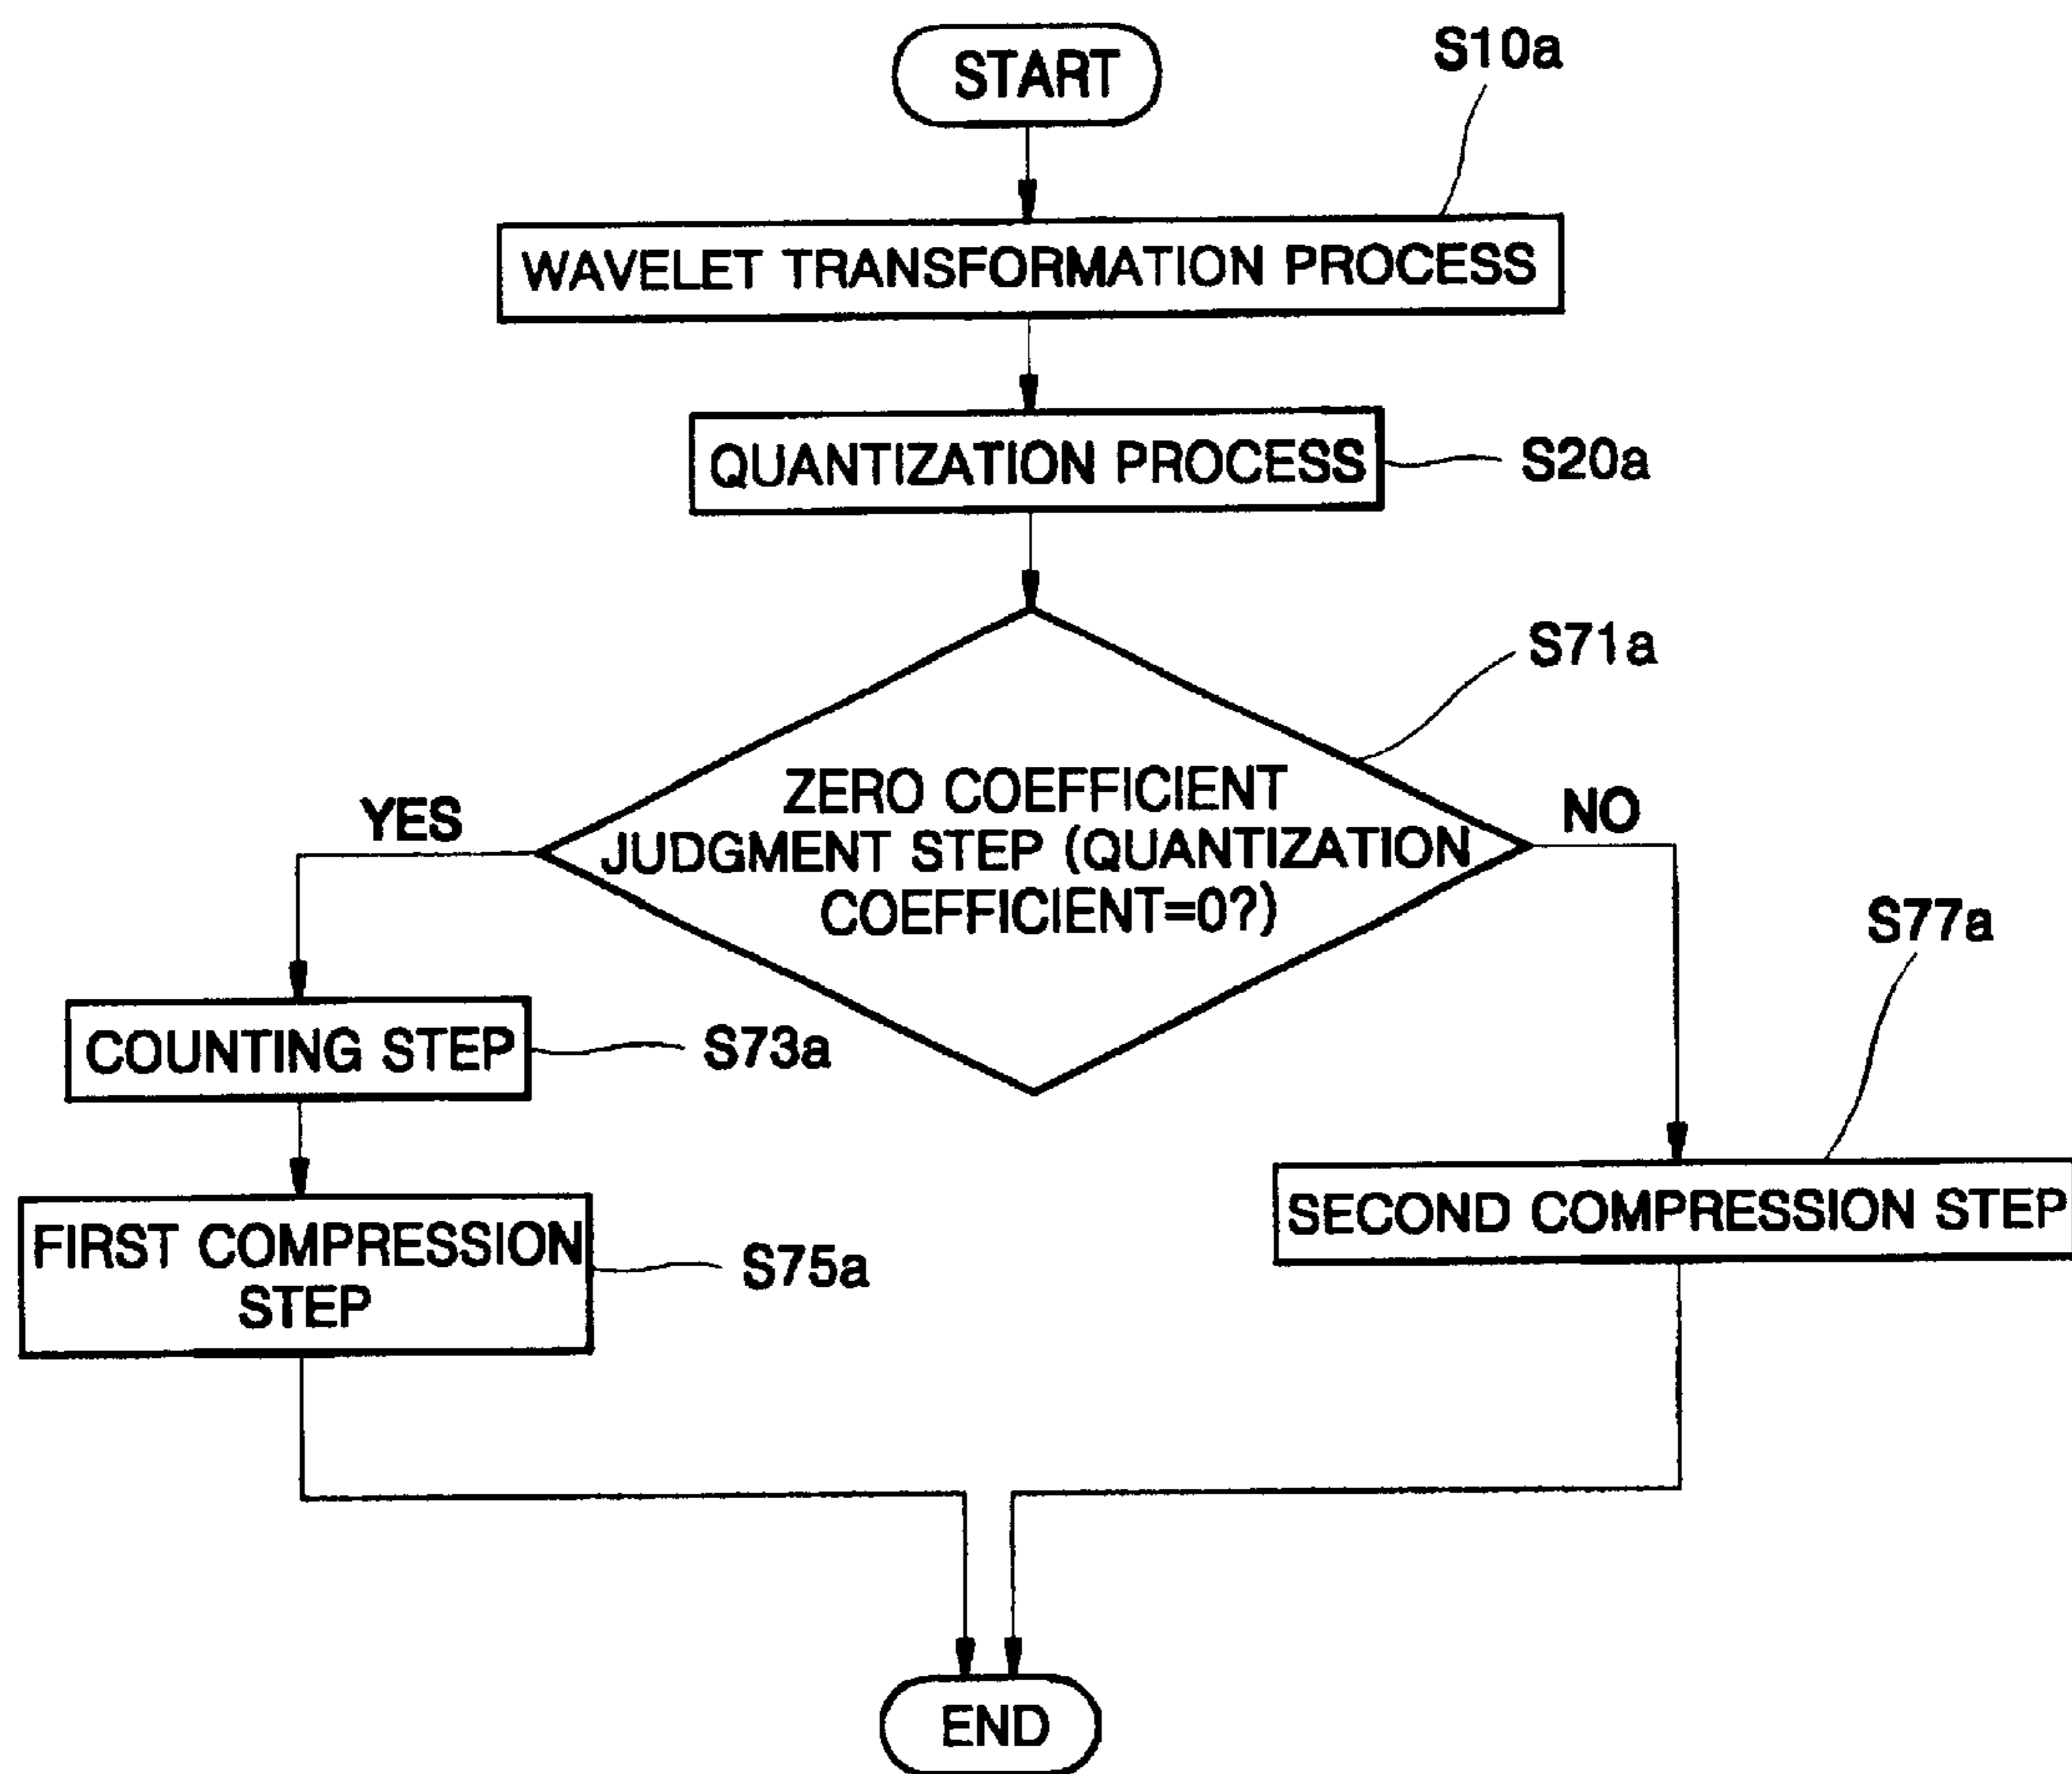 START
S10a
WAVELET TRANSFORMATION PROCESS
QUANTIZATION PROCESS
S20a
S71a
ZERO COEFFICIENT
JUDGMENT STEP (QUANTIZATION
COEFFICIENT=0?)
YES
NO
S77a
COUNTING STEP
S73a
SECOND COMPRESSION STEP
FIRST COMPRESSION
STEP
S75a
END